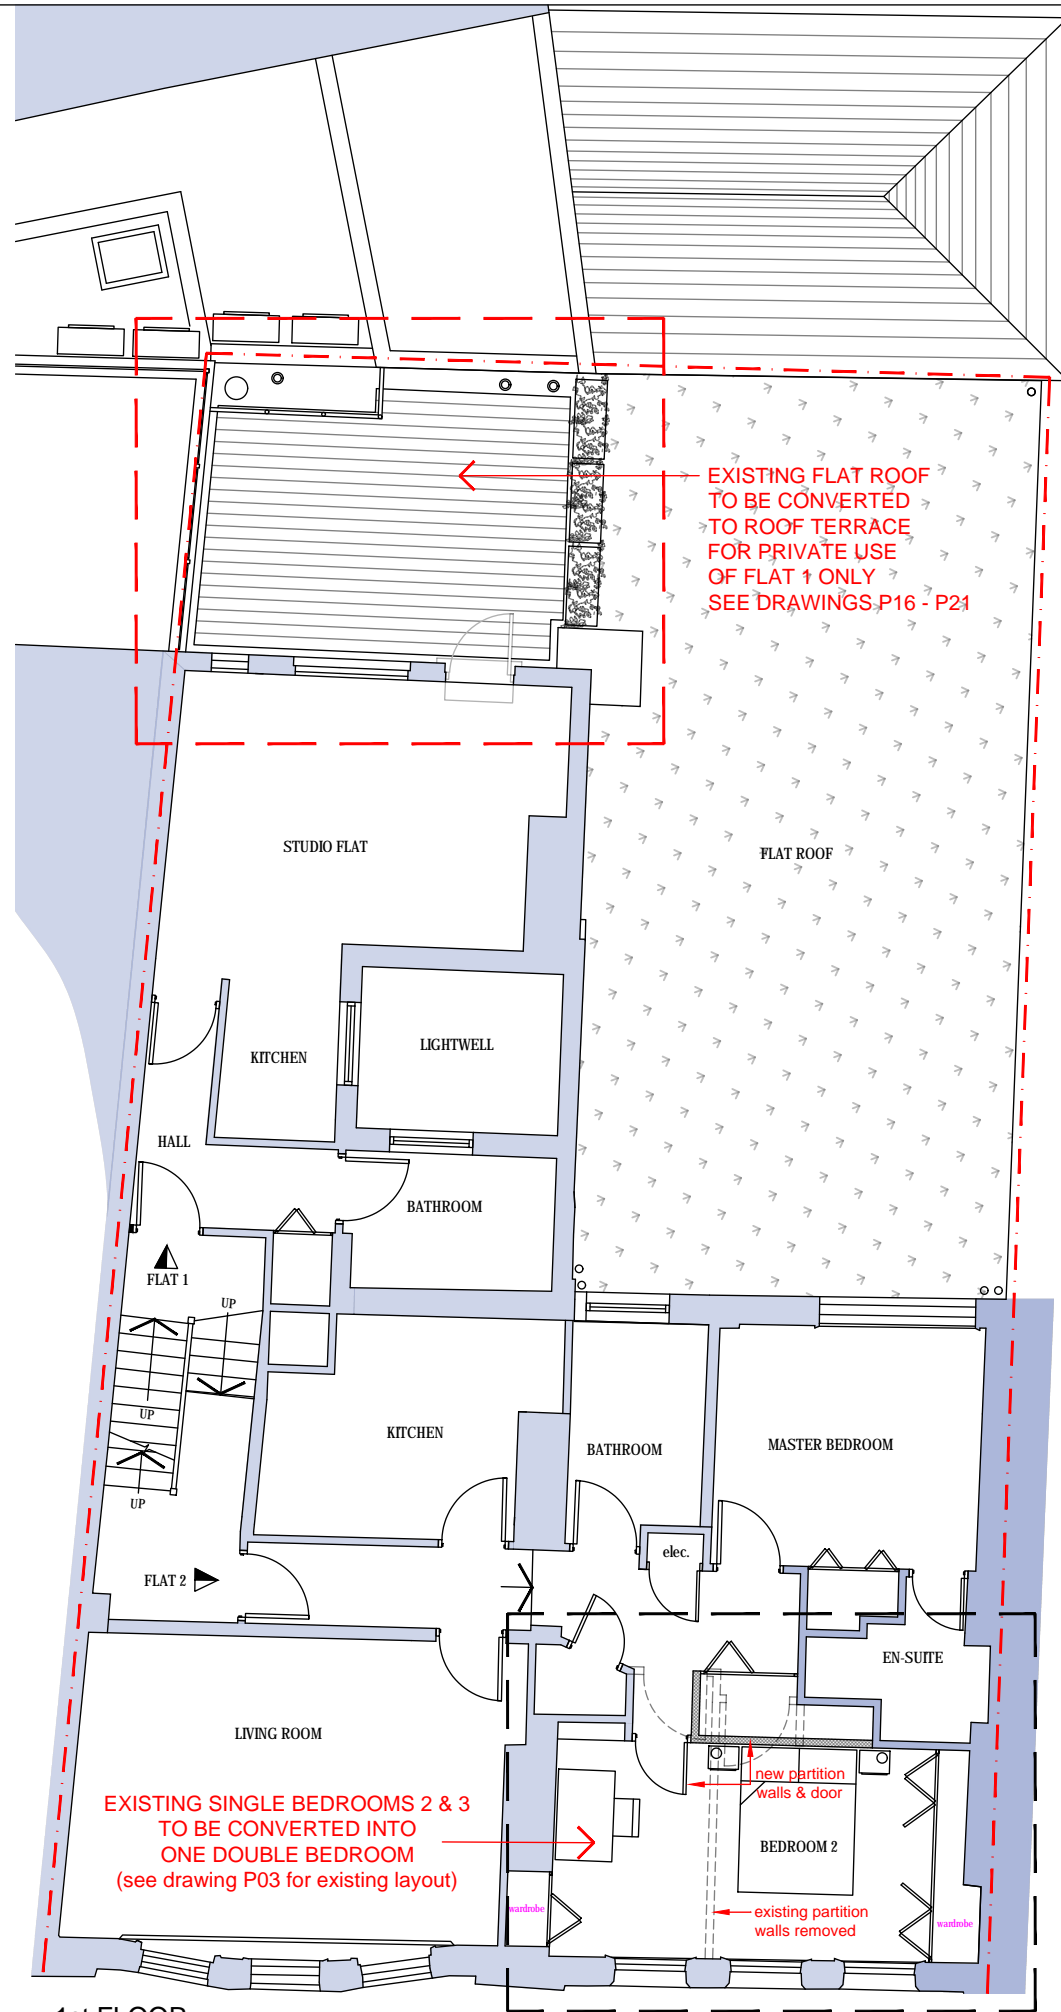 EXISTING FLAT ROOF
TO BE CONVERTED
TO ROOF TERRACE
FOR PRIVATE USE
OF FLAT 1 ONLY
SEE DRAWINGS P16 - P21
STUDIO FLAT
FLAT ROOF
KITCHEN
LIGHTWELL
HALL
BATHROOM
FLAT 1
UP
UP
UP
KITCHEN
BATHROOM
MASTER BEDROOM
elec.
FLAT 2
EN-SUITE
LIVING ROOM
new partition
walls & door
EXISTING SINGLE BEDROOMS 2 & 3
TO BE CONVERTED INTO
ONE DOUBLE BEDROOM
(see drawing P03 for existing layout)
BEDROOM 2
wardrobe
existing partition
walls removed
wardrobe
1st FLOOR